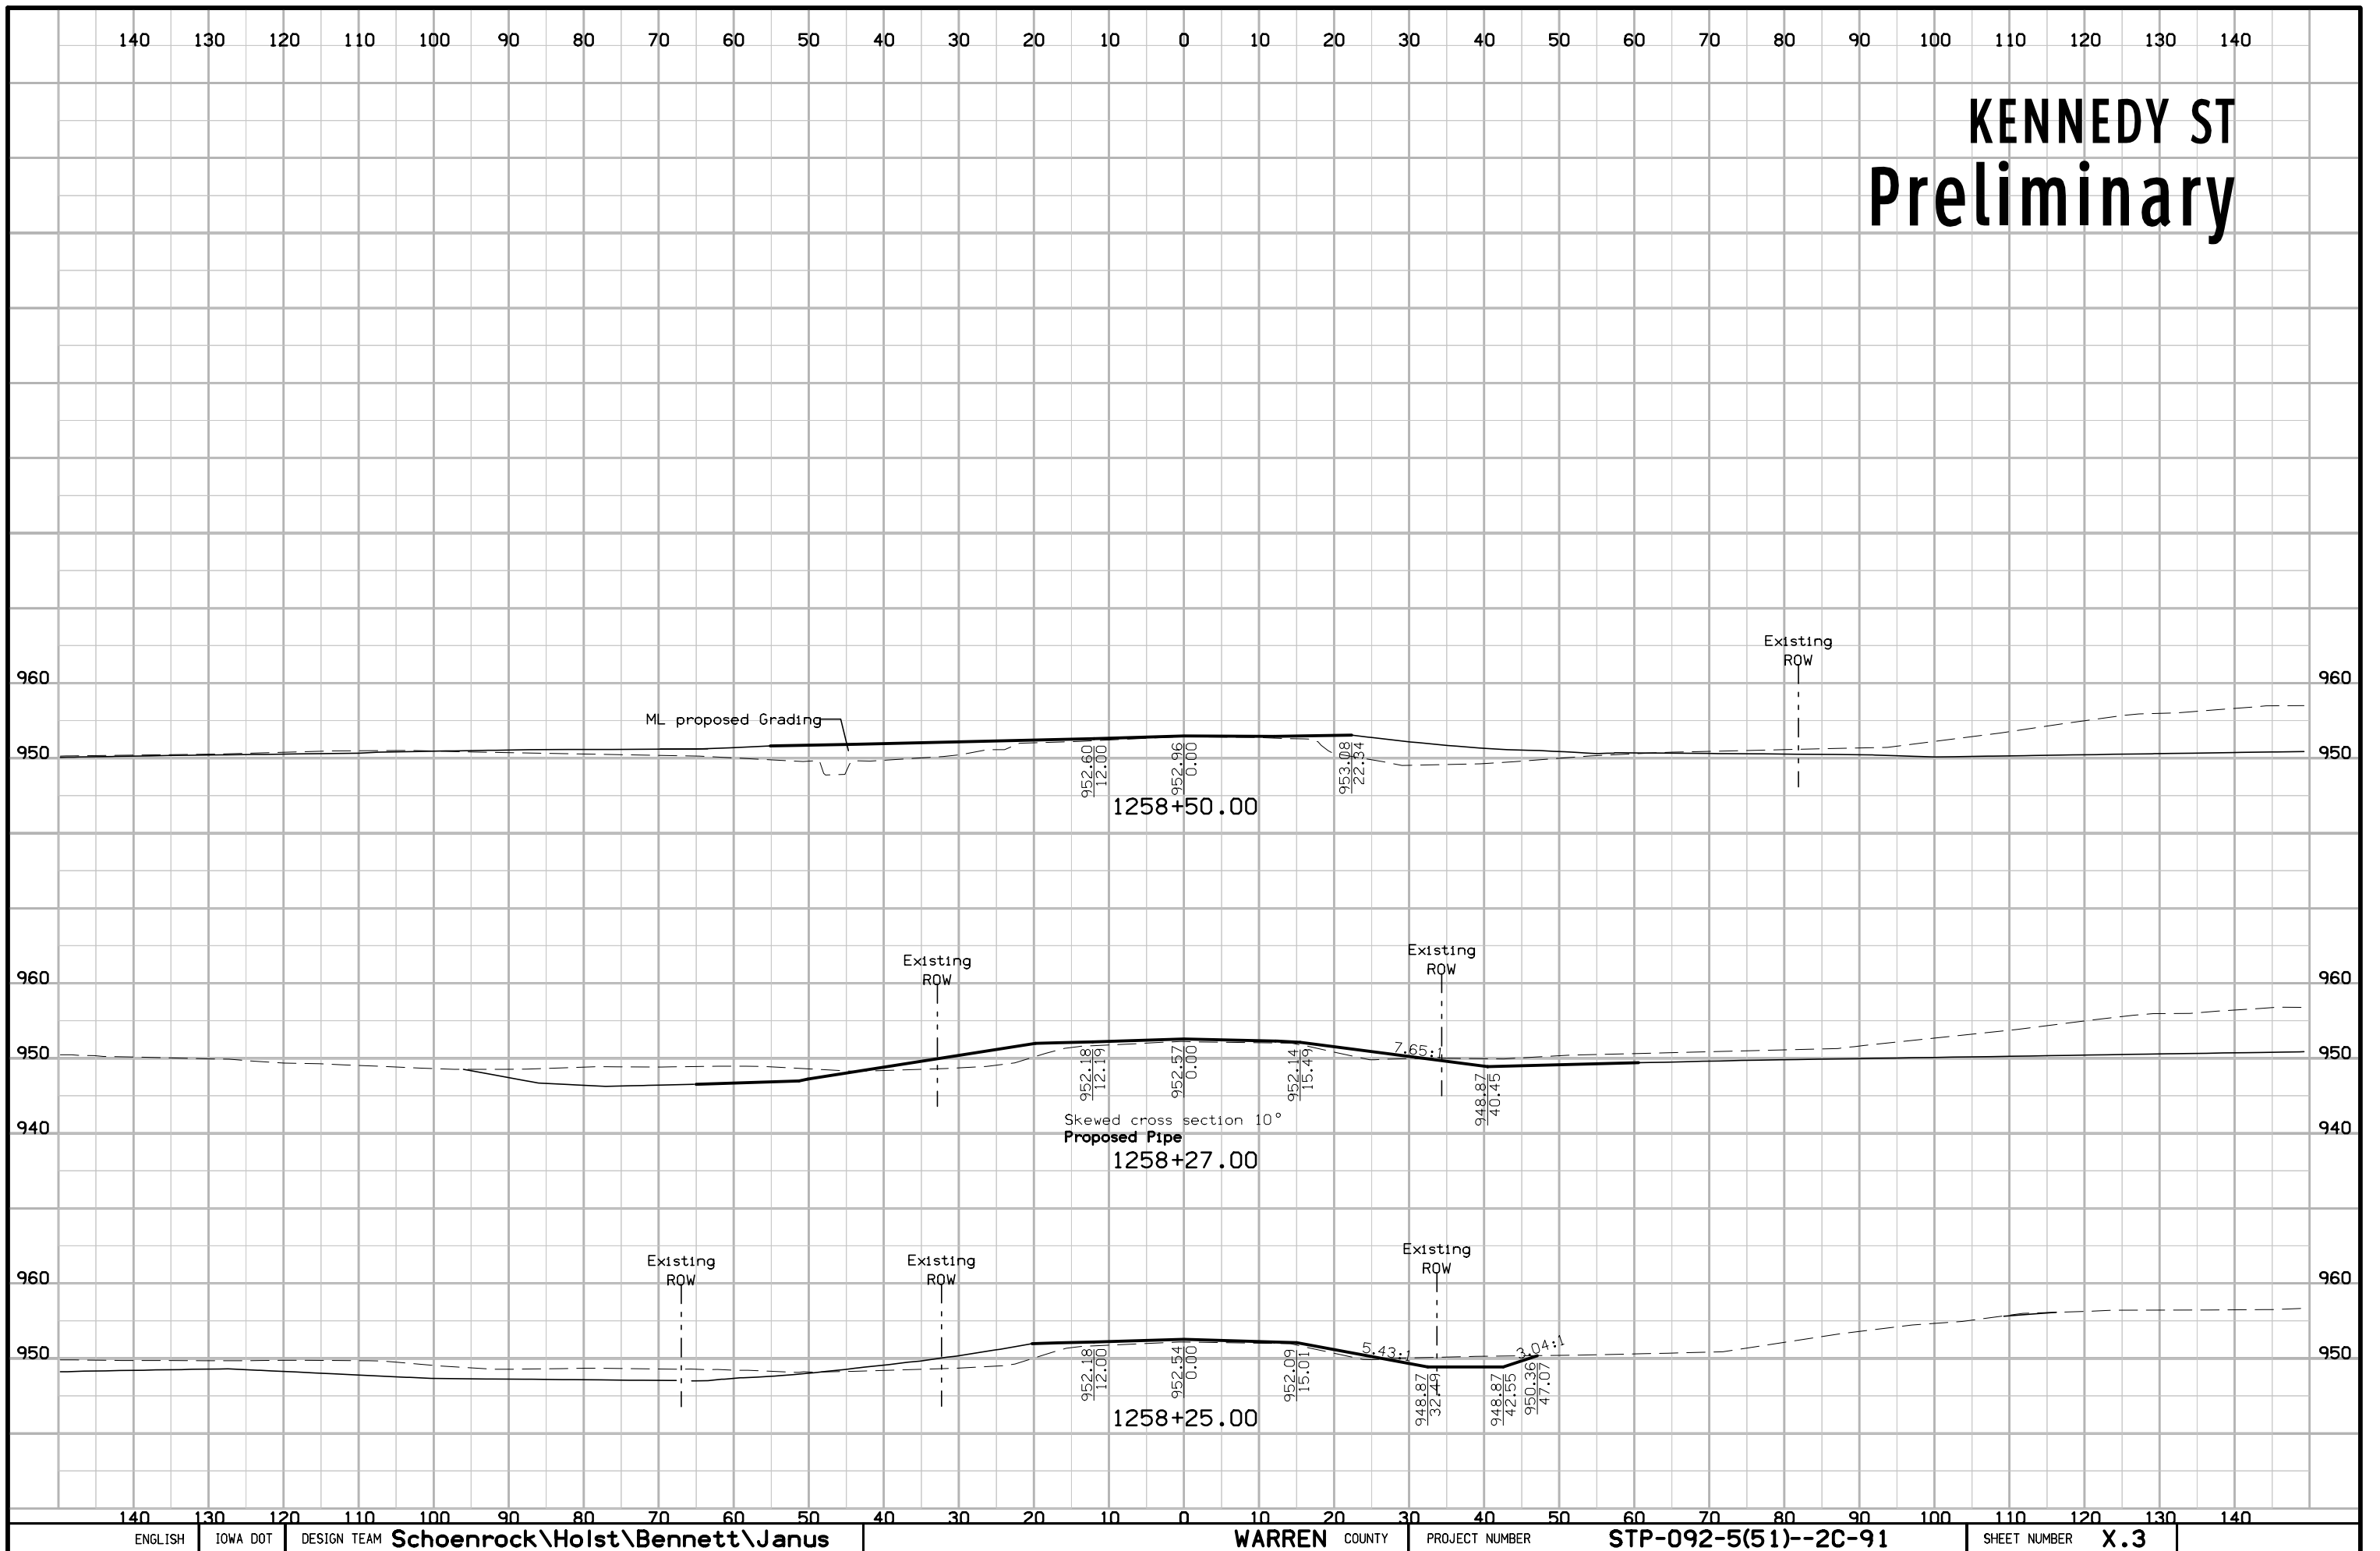 140 130 120 110 100 90 80 70 60 50 40 30 20 10 0 10 20 30 40 50 60 70 80 90 100 110 120 130 140
KENNEDY ST
Preliminary
Existing
ROW
960 960
ML proposed Grading
950 950
952.60
12.00
952.96
0.00
953.08
22.34
1258+50.00
Existing
ROW
Existing
ROW
960 960
950 950
7.65:1
952.18
12.19
952.57
0.00
952.14
15.49
948.87
40.45
Skewed cross section 10°
940 940
Proposed Pipe
1258+27.00
Existing
ROW
Existing
ROW
Existing
ROW
960 960
950 950
5.43:1
3.04:1
952.18
12.00
952.54
0.00
952.09
15.01
948.87
32.49
948.87
42.55
950.36
47.07
1258+25.00
140 130 120 110 100 90 80 70 60 50 40 30 20 10 0 10 20 30 40 50 60 70 80 90 100 110 120 130 140
ENGLISH IOWA DOT DESIGN TEAM Schoenrock\Holst\Bennett\Janus WARREN COUNTY PROJECT NUMBER STP-092-5(51)--2C-91 SHEET NUMBER X.3